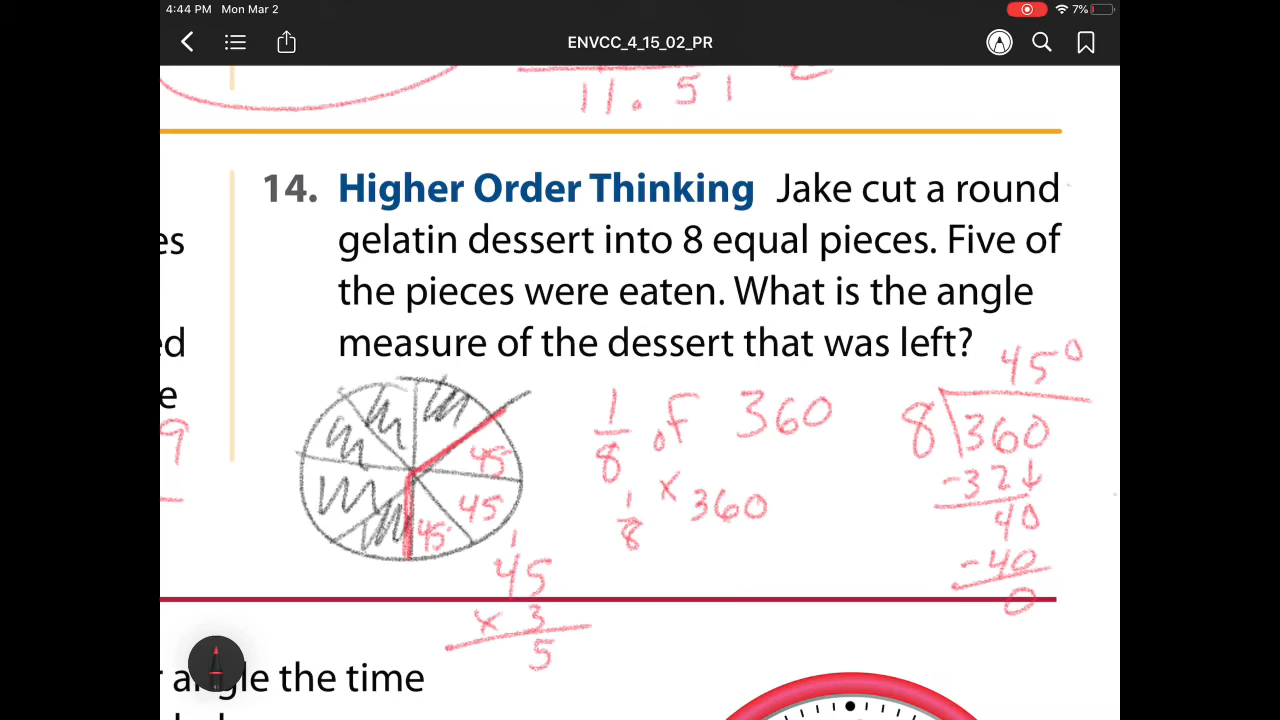 4:44 PM Mon Mar 2
7%
ENVCC_4_15_02_PR
11.51
14. Higher Order Thinking Jake cut a round
gelatin dessert into 8 equal pieces. Five of
the pieces were eaten. What is the angle
measure of the dessert that was left?
es
ed
e
9
45
45
45
1/8 of 360
1/8 x 360
45°
8 360
-32
40
-40
0
1
45
x 3
5
r angle the time